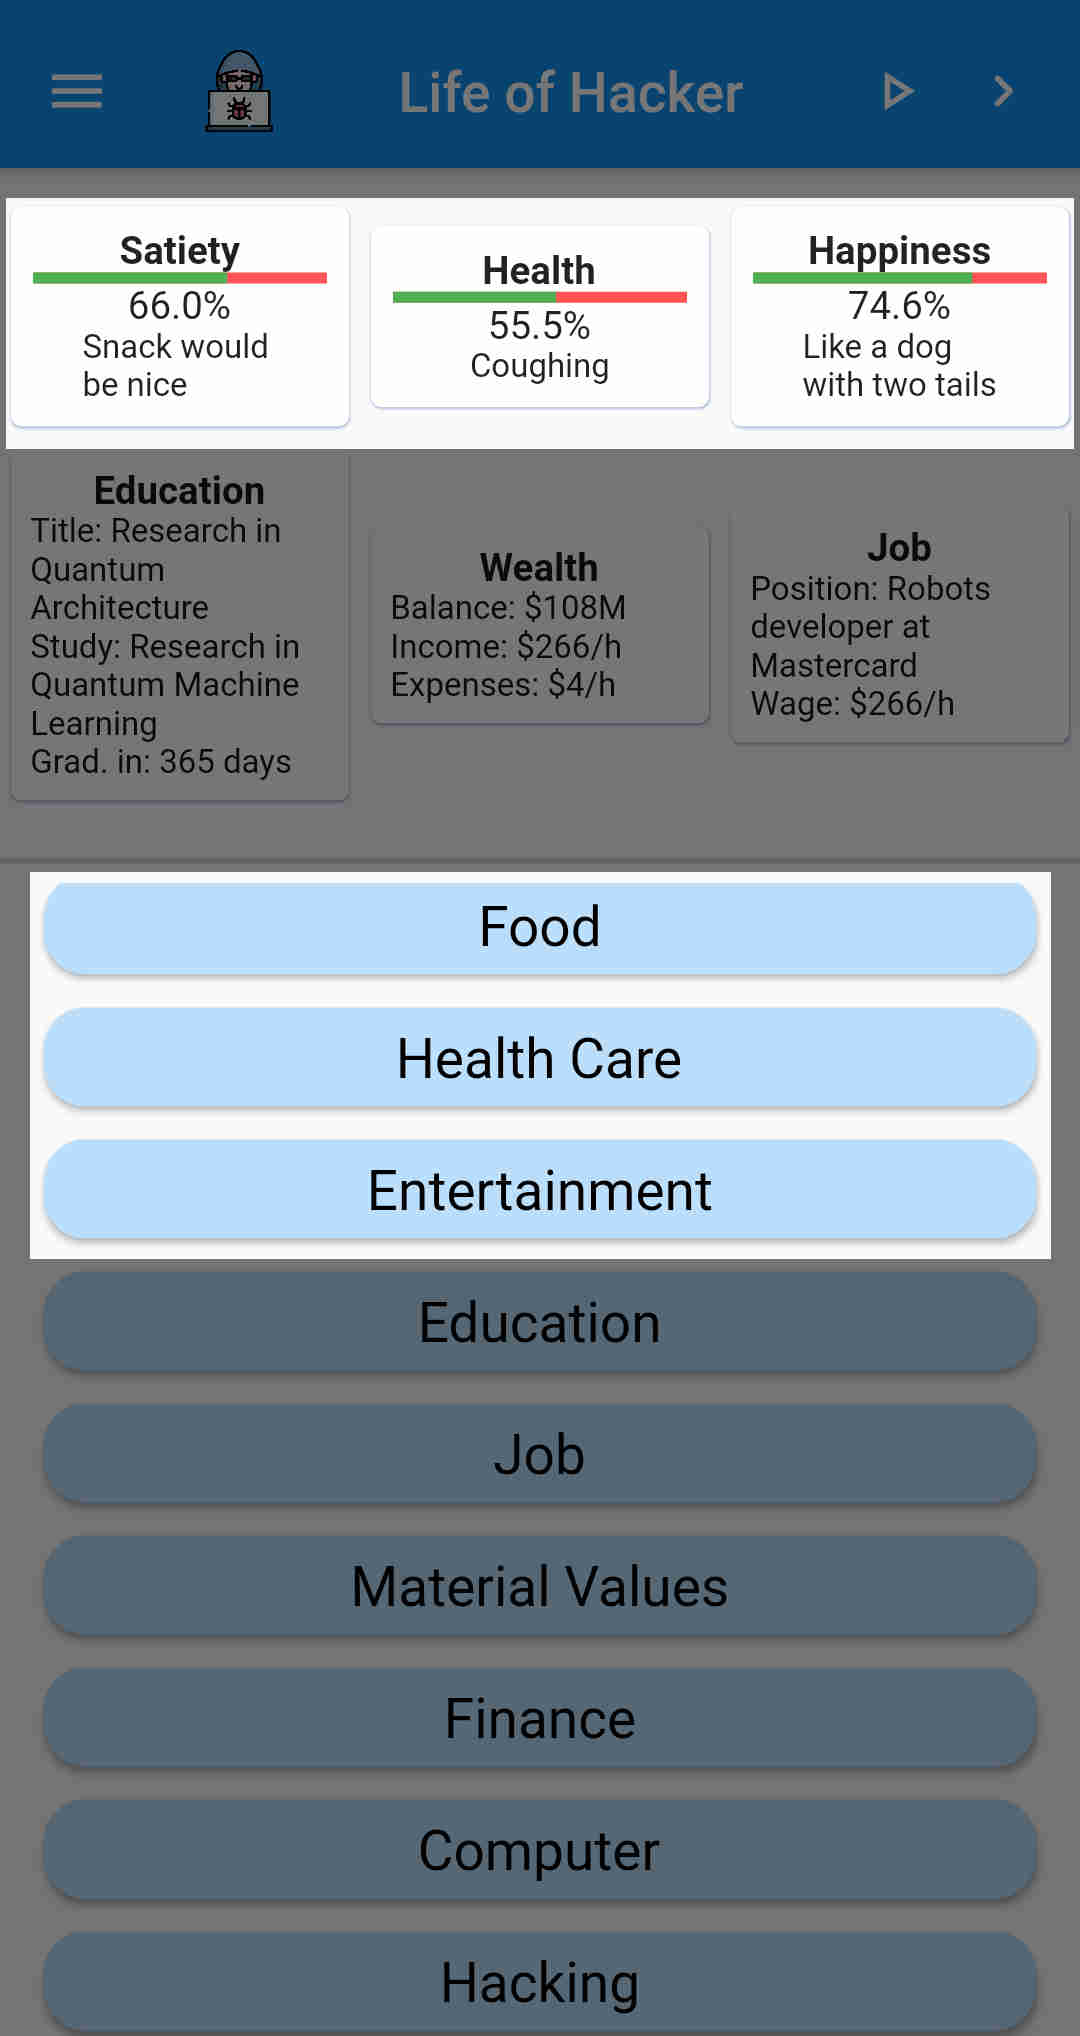 Life of Hacker
Satiety
66.0%
Snack would
be nice
Health
55.5%
Coughing
Happiness
74.6%
Like a dog
with two tails
Education
Title: Research in
Quantum
Architecture
Study: Research in
Quantum Machine
Learning
Grad. in: 365 days
Wealth
Balance: $108M
Income: $266/h
Expenses: $4/h
Job
Position: Robots
developer at
Mastercard
Wage: $266/h
Food
Health Care
Entertainment
Education
Job
Material Values
Finance
Computer
Hacking